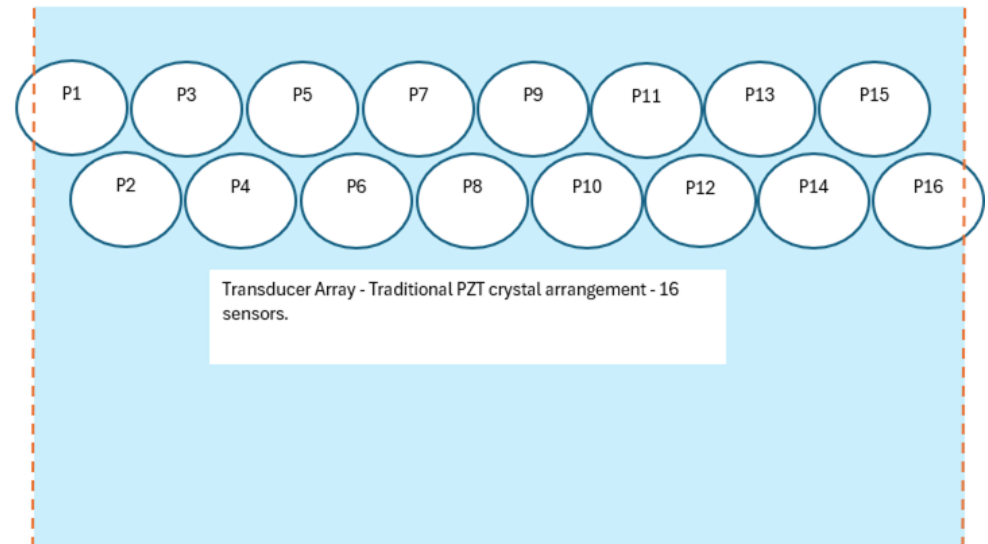 P1 P3 P5 P7 P9 P11 P13 P15
P2 P4 P6 P8 P10 P12 P14 P16
Transducer Array - Traditional PZT crystal arrangement - 16
sensors.